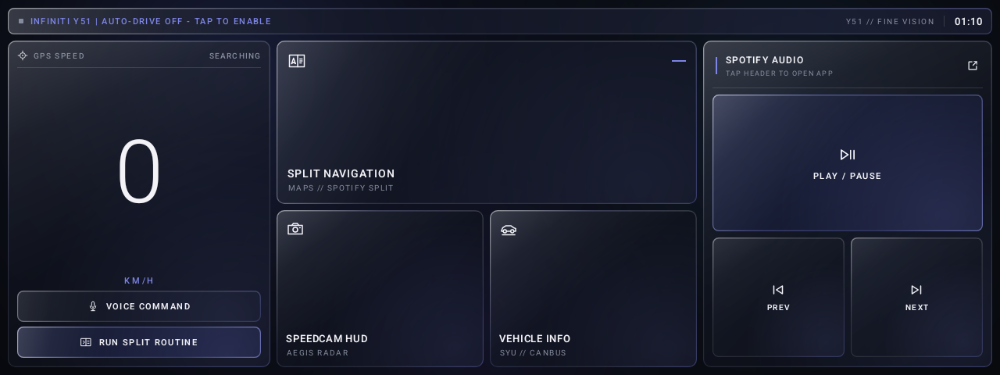 INFINITI Y51 | AUTO-DRIVE OFF - TAP TO ENABLE
Y51 // FINE VISION
01:10
GPS SPEED
SEARCHING
0
KM/H
VOICE COMMAND
RUN SPLIT ROUTINE
SPLIT NAVIGATION
MAPS // SPOTIFY SPLIT
SPEEDCAM HUD
AEGIS RADAR
VEHICLE INFO
SYU // CANBUS
SPOTIFY AUDIO
TAP HEADER TO OPEN APP
PLAY / PAUSE
PREV
NEXT